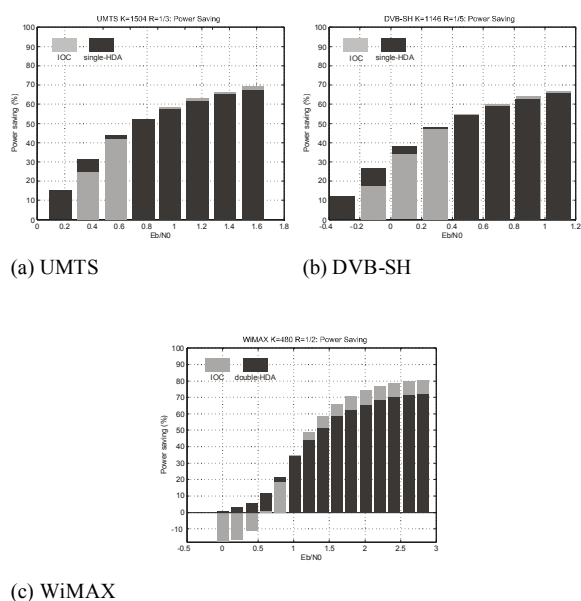 UMTS K=1504 R=1/3: Power Saving
100
90
80
70
60
50
40
30
20
10
0
Power saving (%)
IOC
single-HDA
0 0.2 0.4 0.6 0.8 1 1.2 1.4 1.6 1.8
Eb/N0
(a) UMTS
DVB-SH K=1146 R=1/5: Power Saving
100
90
80
70
60
50
40
30
20
10
0
Power saving (%)
IOC
single-HDA
-0.4 -0.2 0 0.2 0.4 0.6 0.8 1 1.2
Eb/N0
(b) DVB-SH
WiMAX K=480 R=1/2: Power Saving
100
90
80
70
60
50
40
30
20
10
0
-10
Power saving (%)
IOC
double-HDA
-0.5 0 0.5 1 1.5 2 2.5 3
Eb/N0
(c) WiMAX